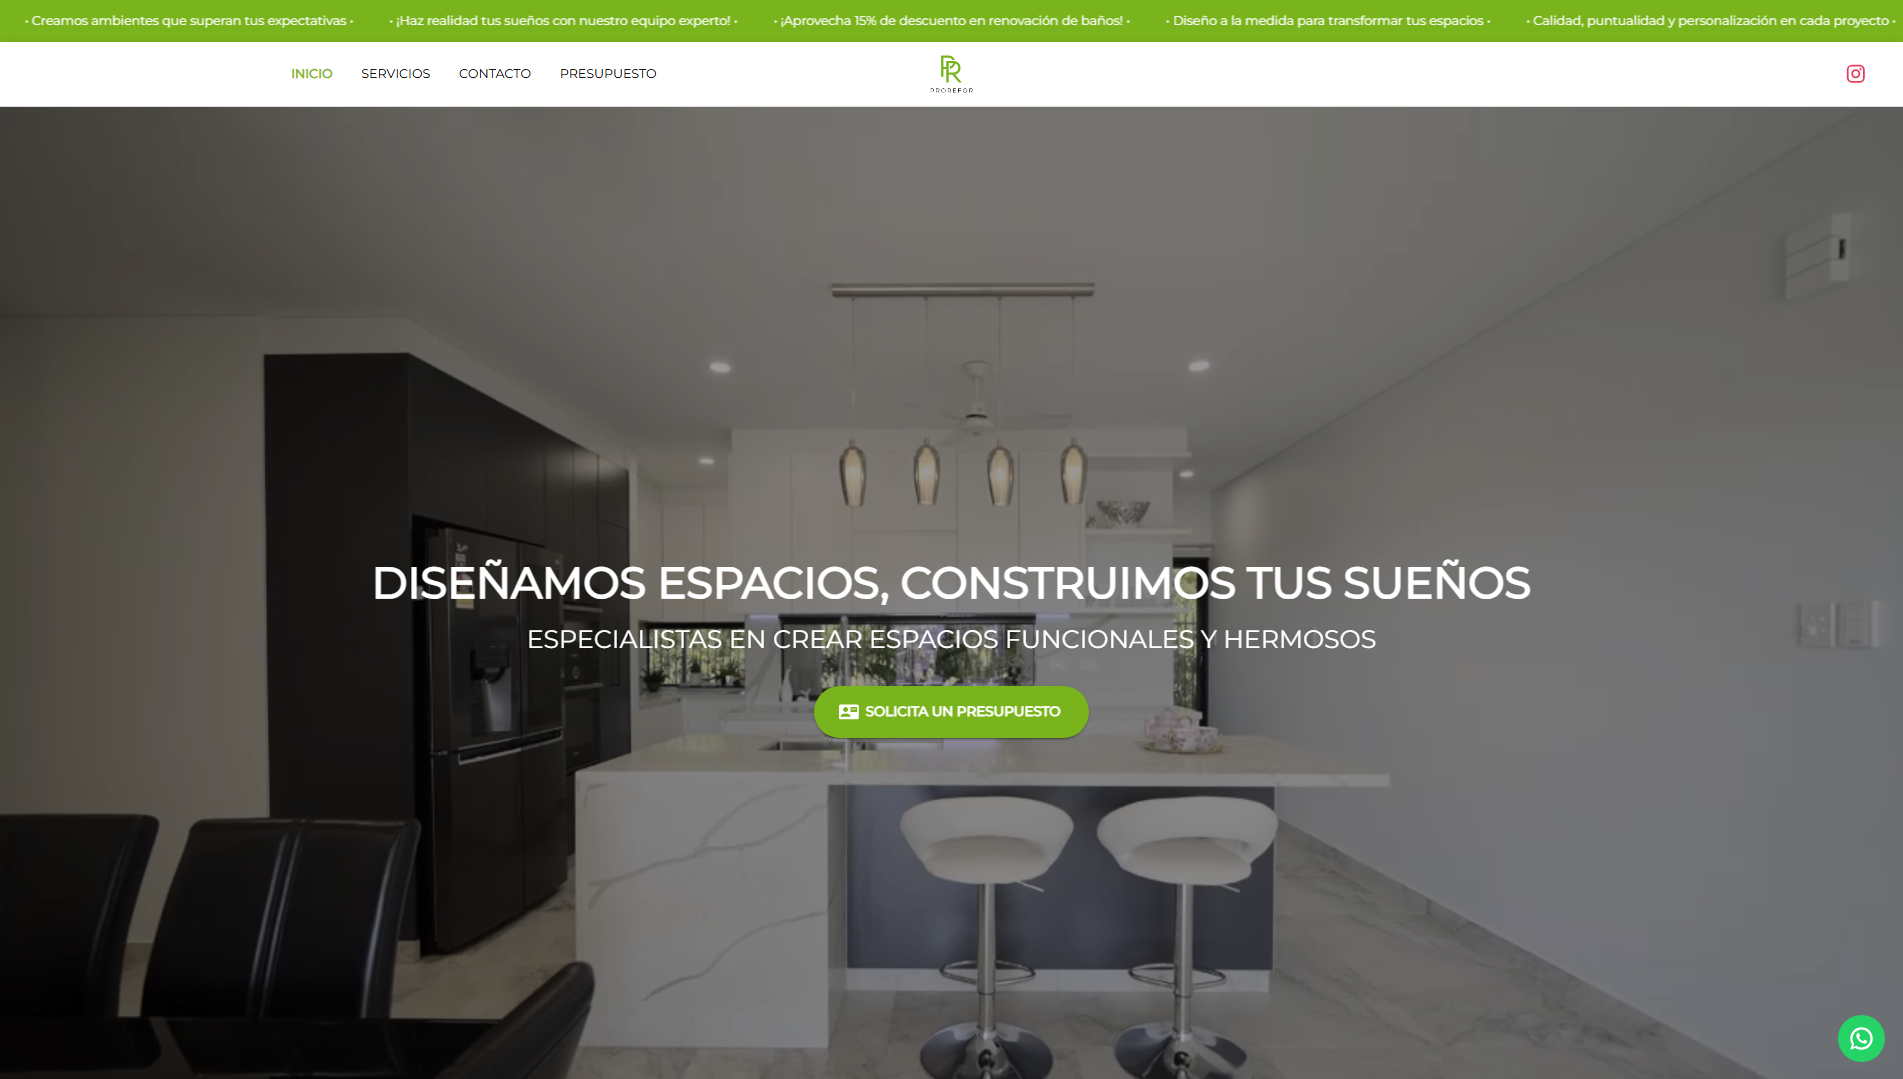 • Creamos ambientes que superan tus expectativas • • ¡Haz realidad tus sueños con nuestro equipo experto! • • ¡Aprovecha 15% de descuento en renovación de baños! • • Diseño a la medida para transformar tus espacios • • Calidad, puntualidad y personalización en cada proyecto •
INICIO SERVICIOS CONTACTO PRESUPUESTO
PR
PROREFOR
DISEÑAMOS ESPACIOS, CONSTRUIMOS TUS SUEÑOS
ESPECIALISTAS EN CREAR ESPACIOS FUNCIONALES Y HERMOSOS
SOLICITA UN PRESUPUESTO